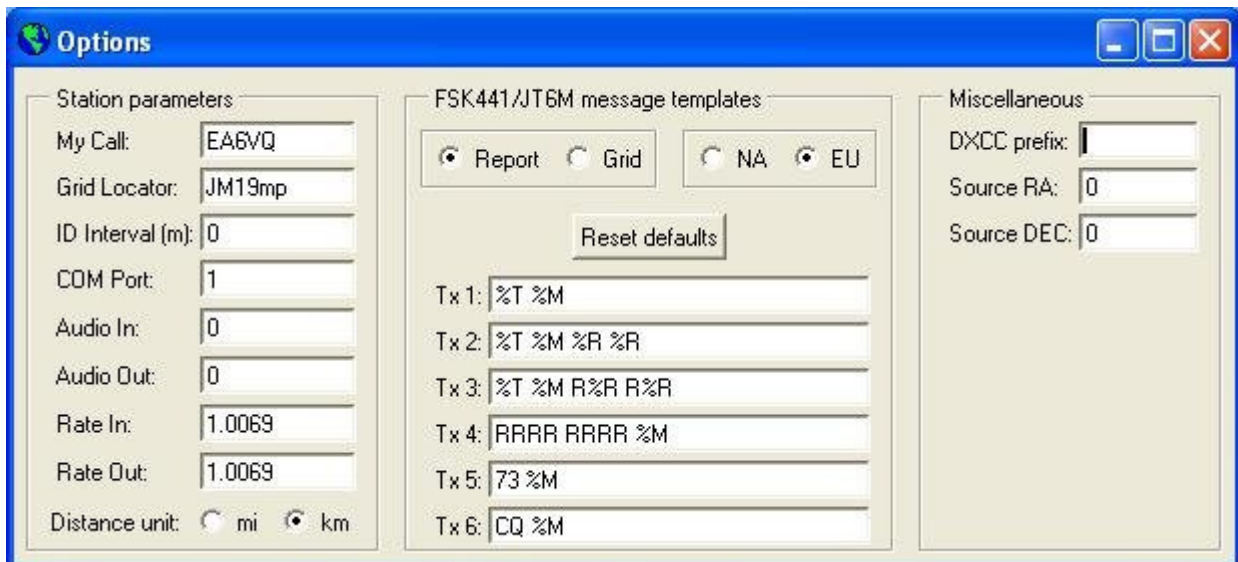 Options
Station parameters
My Call: EA6VQ
Grid Locator: JM19mp
ID Interval (m): 0
COM Port: 1
Audio In: 0
Audio Out: 0
Rate In: 1.0069
Rate Out: 1.0069
Distance unit: mi km
FSK441/JT6M message templates
Report Grid NA EU
Reset defaults
Tx 1: %T %M
Tx 2: %T %M %R %R
Tx 3: %T %M R%R R%R
Tx 4: RRRR RRRR %M
Tx 5: 73 %M
Tx 6: CQ %M
Miscellaneous
DXCC prefix:
Source RA: 0
Source DEC: 0